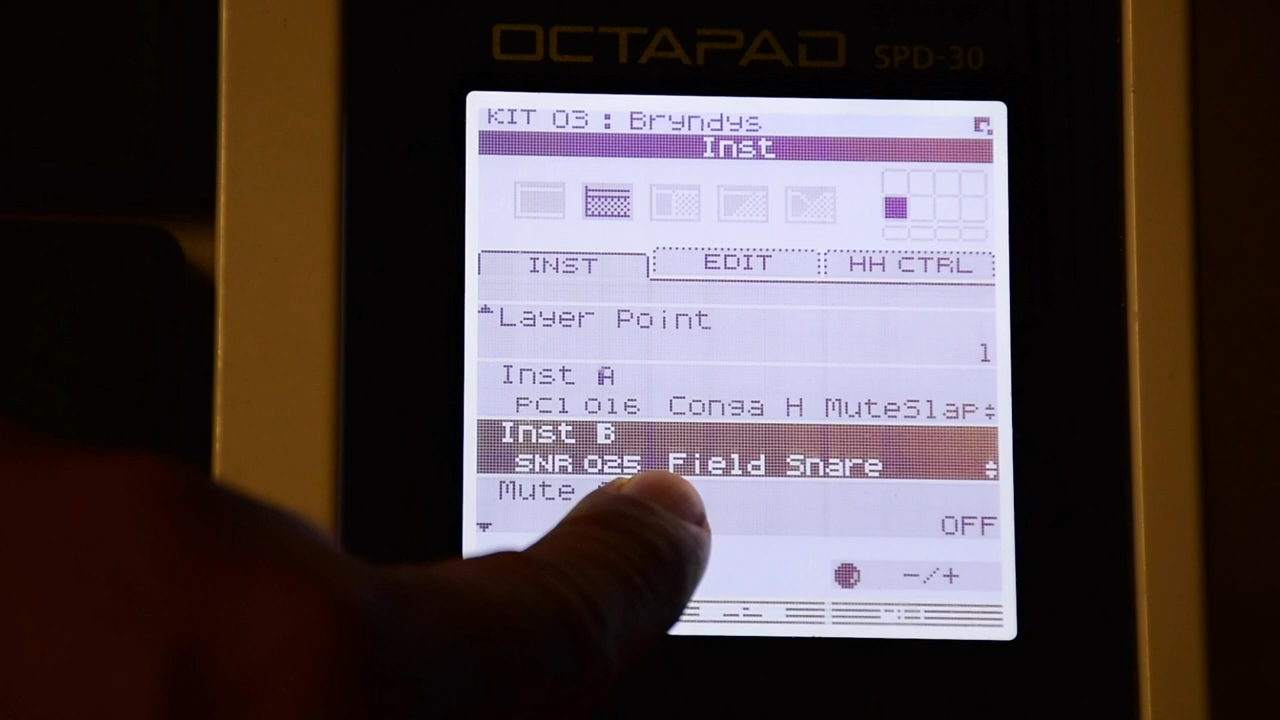 OCTAPAD SPD-30
KIT 03 : Bryndys
Inst
INST EDIT HH CTRL
Layer Point
1
Inst A
PC1 016 Conga H MuteSlap
Inst B
SNR 025 Field Snare
Mute
OFF
-/+